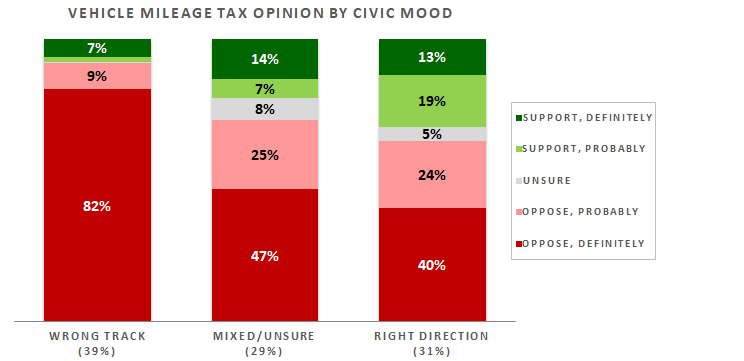 VEHICLE MILEAGE TAX OPINION BY CIVIC MOOD
7%
9%
82%
14%
7%
8%
25%
47%
13%
19%
5%
24%
40%
SUPPORT, DEFINITELY
SUPPORT, PROBABLY
UNSURE
OPPOSE, PROBABLY
OPPOSE, DEFINITELY
WRONG TRACK
(39%)
MIXED/UNSURE
(29%)
RIGHT DIRECTION
(31%)